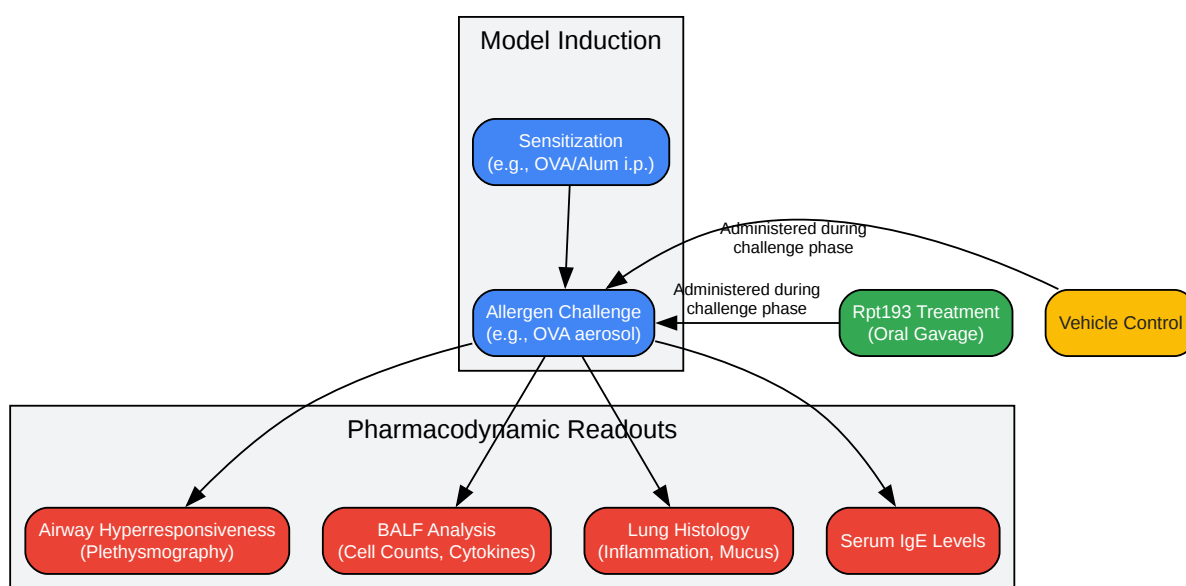 Model Induction
Sensitization
(e.g., OVA/Alum i.p.)
Administered during
challenge phase
Administered during
challenge phase
Allergen Challenge
(e.g., OVA aerosol)
Rpt193 Treatment
(Oral Gavage)
Vehicle Control
Pharmacodynamic Readouts
Airway Hyperresponsiveness
(Plethysmography)
BALF Analysis
(Cell Counts, Cytokines)
Lung Histology
(Inflammation, Mucus)
Serum IgE Levels